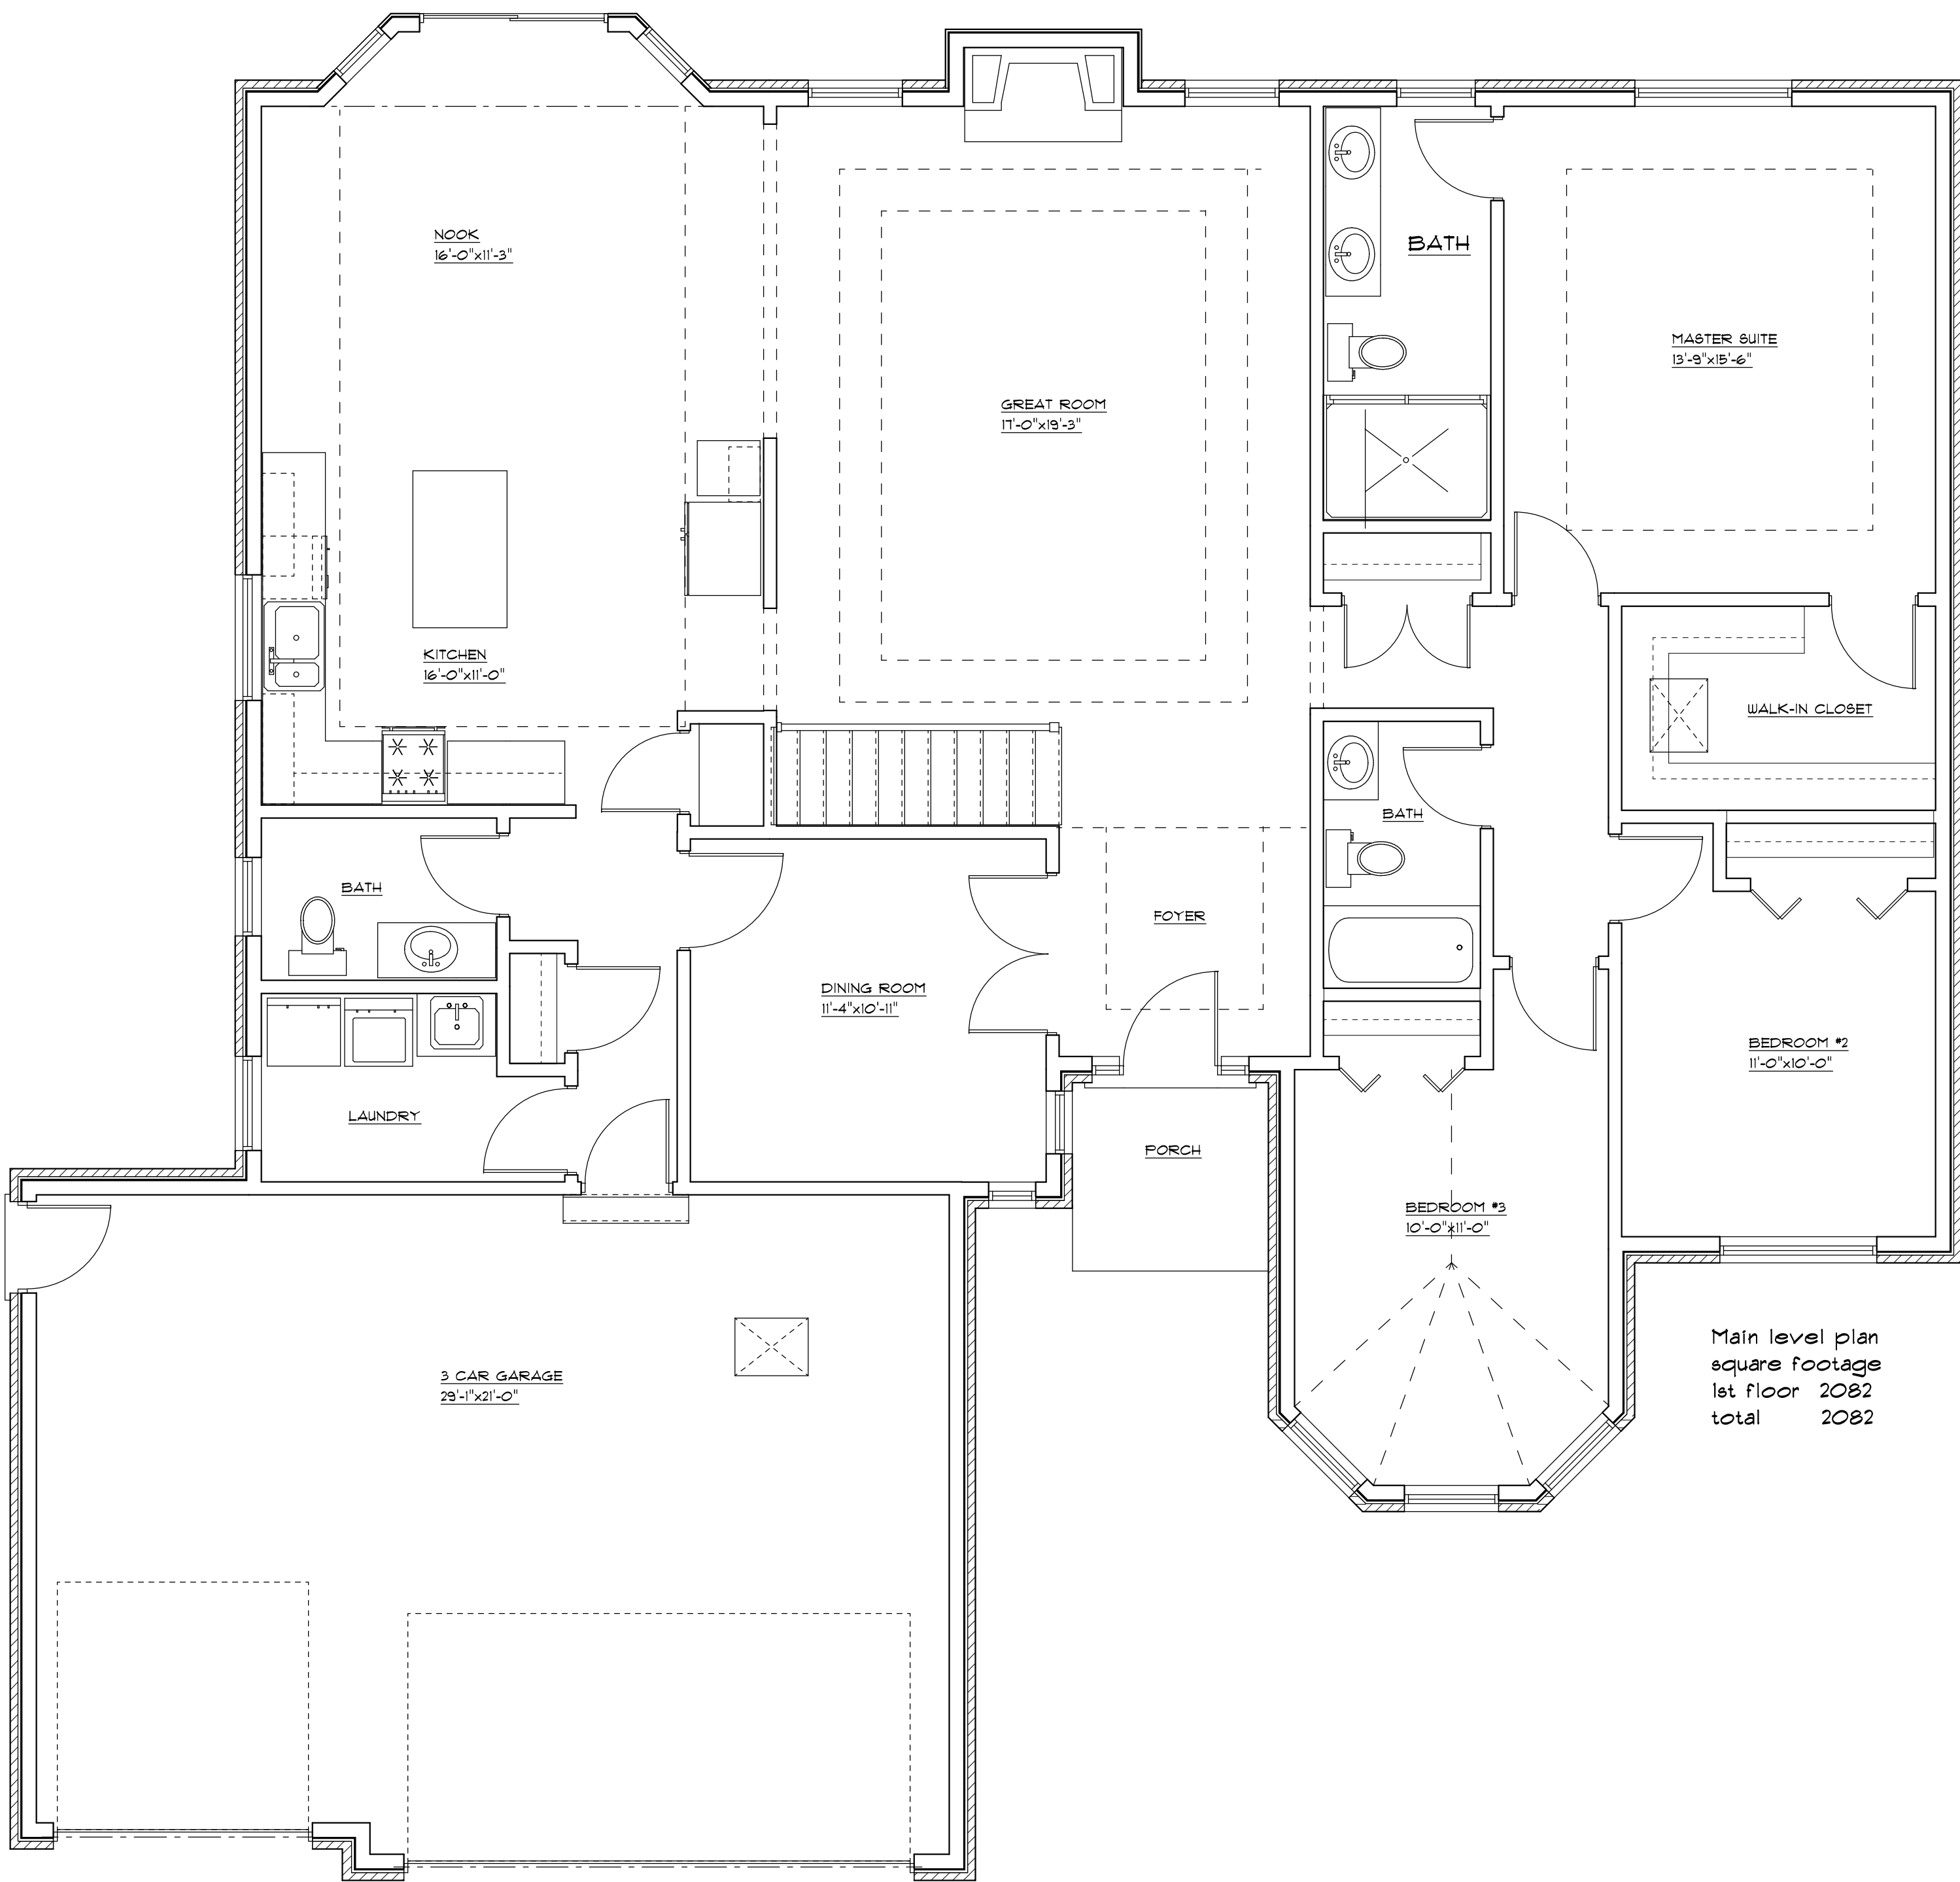 NOOK
16'-0"x11'-3"
BATH
MASTER SUITE
13'-9"x15'-6"
GREAT ROOM
17'-0"x19'-3"
KITCHEN
16'-0"x11'-0"
WALK-IN CLOSET
BATH
BATH
FOYER
DINING ROOM
11'-4"x10'-11"
BEDROOM #2
11'-0"x10'-0"
LAUNDRY
PORCH
BEDROOM #3
10'-0"x11'-0"
3 CAR GARAGE
29'-1"x21'-0"
Main level plan
square footage
1st floor 2082
total 2082